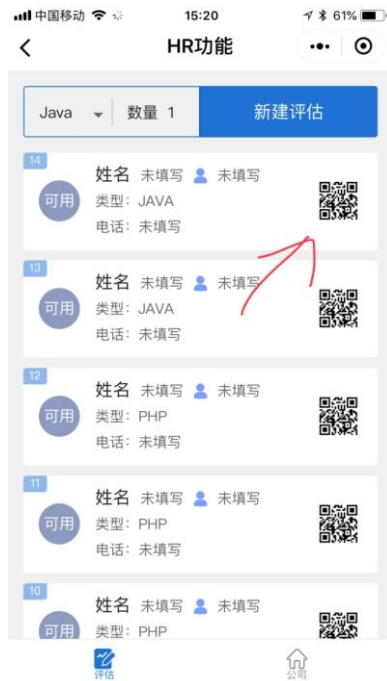 中国移动 15:20 61%
HR功能
Java 数量 1 新建评估
14
可用
姓名 未填写 未填写
类型：JAVA
电话：未填写
13
可用
姓名 未填写 未填写
类型：JAVA
电话：未填写
12
可用
姓名 未填写 未填写
类型：PHP
电话：未填写
11
可用
姓名 未填写 未填写
类型：PHP
电话：未填写
10
可用
姓名 未填写 未填写
类型：PHP
评估 公司